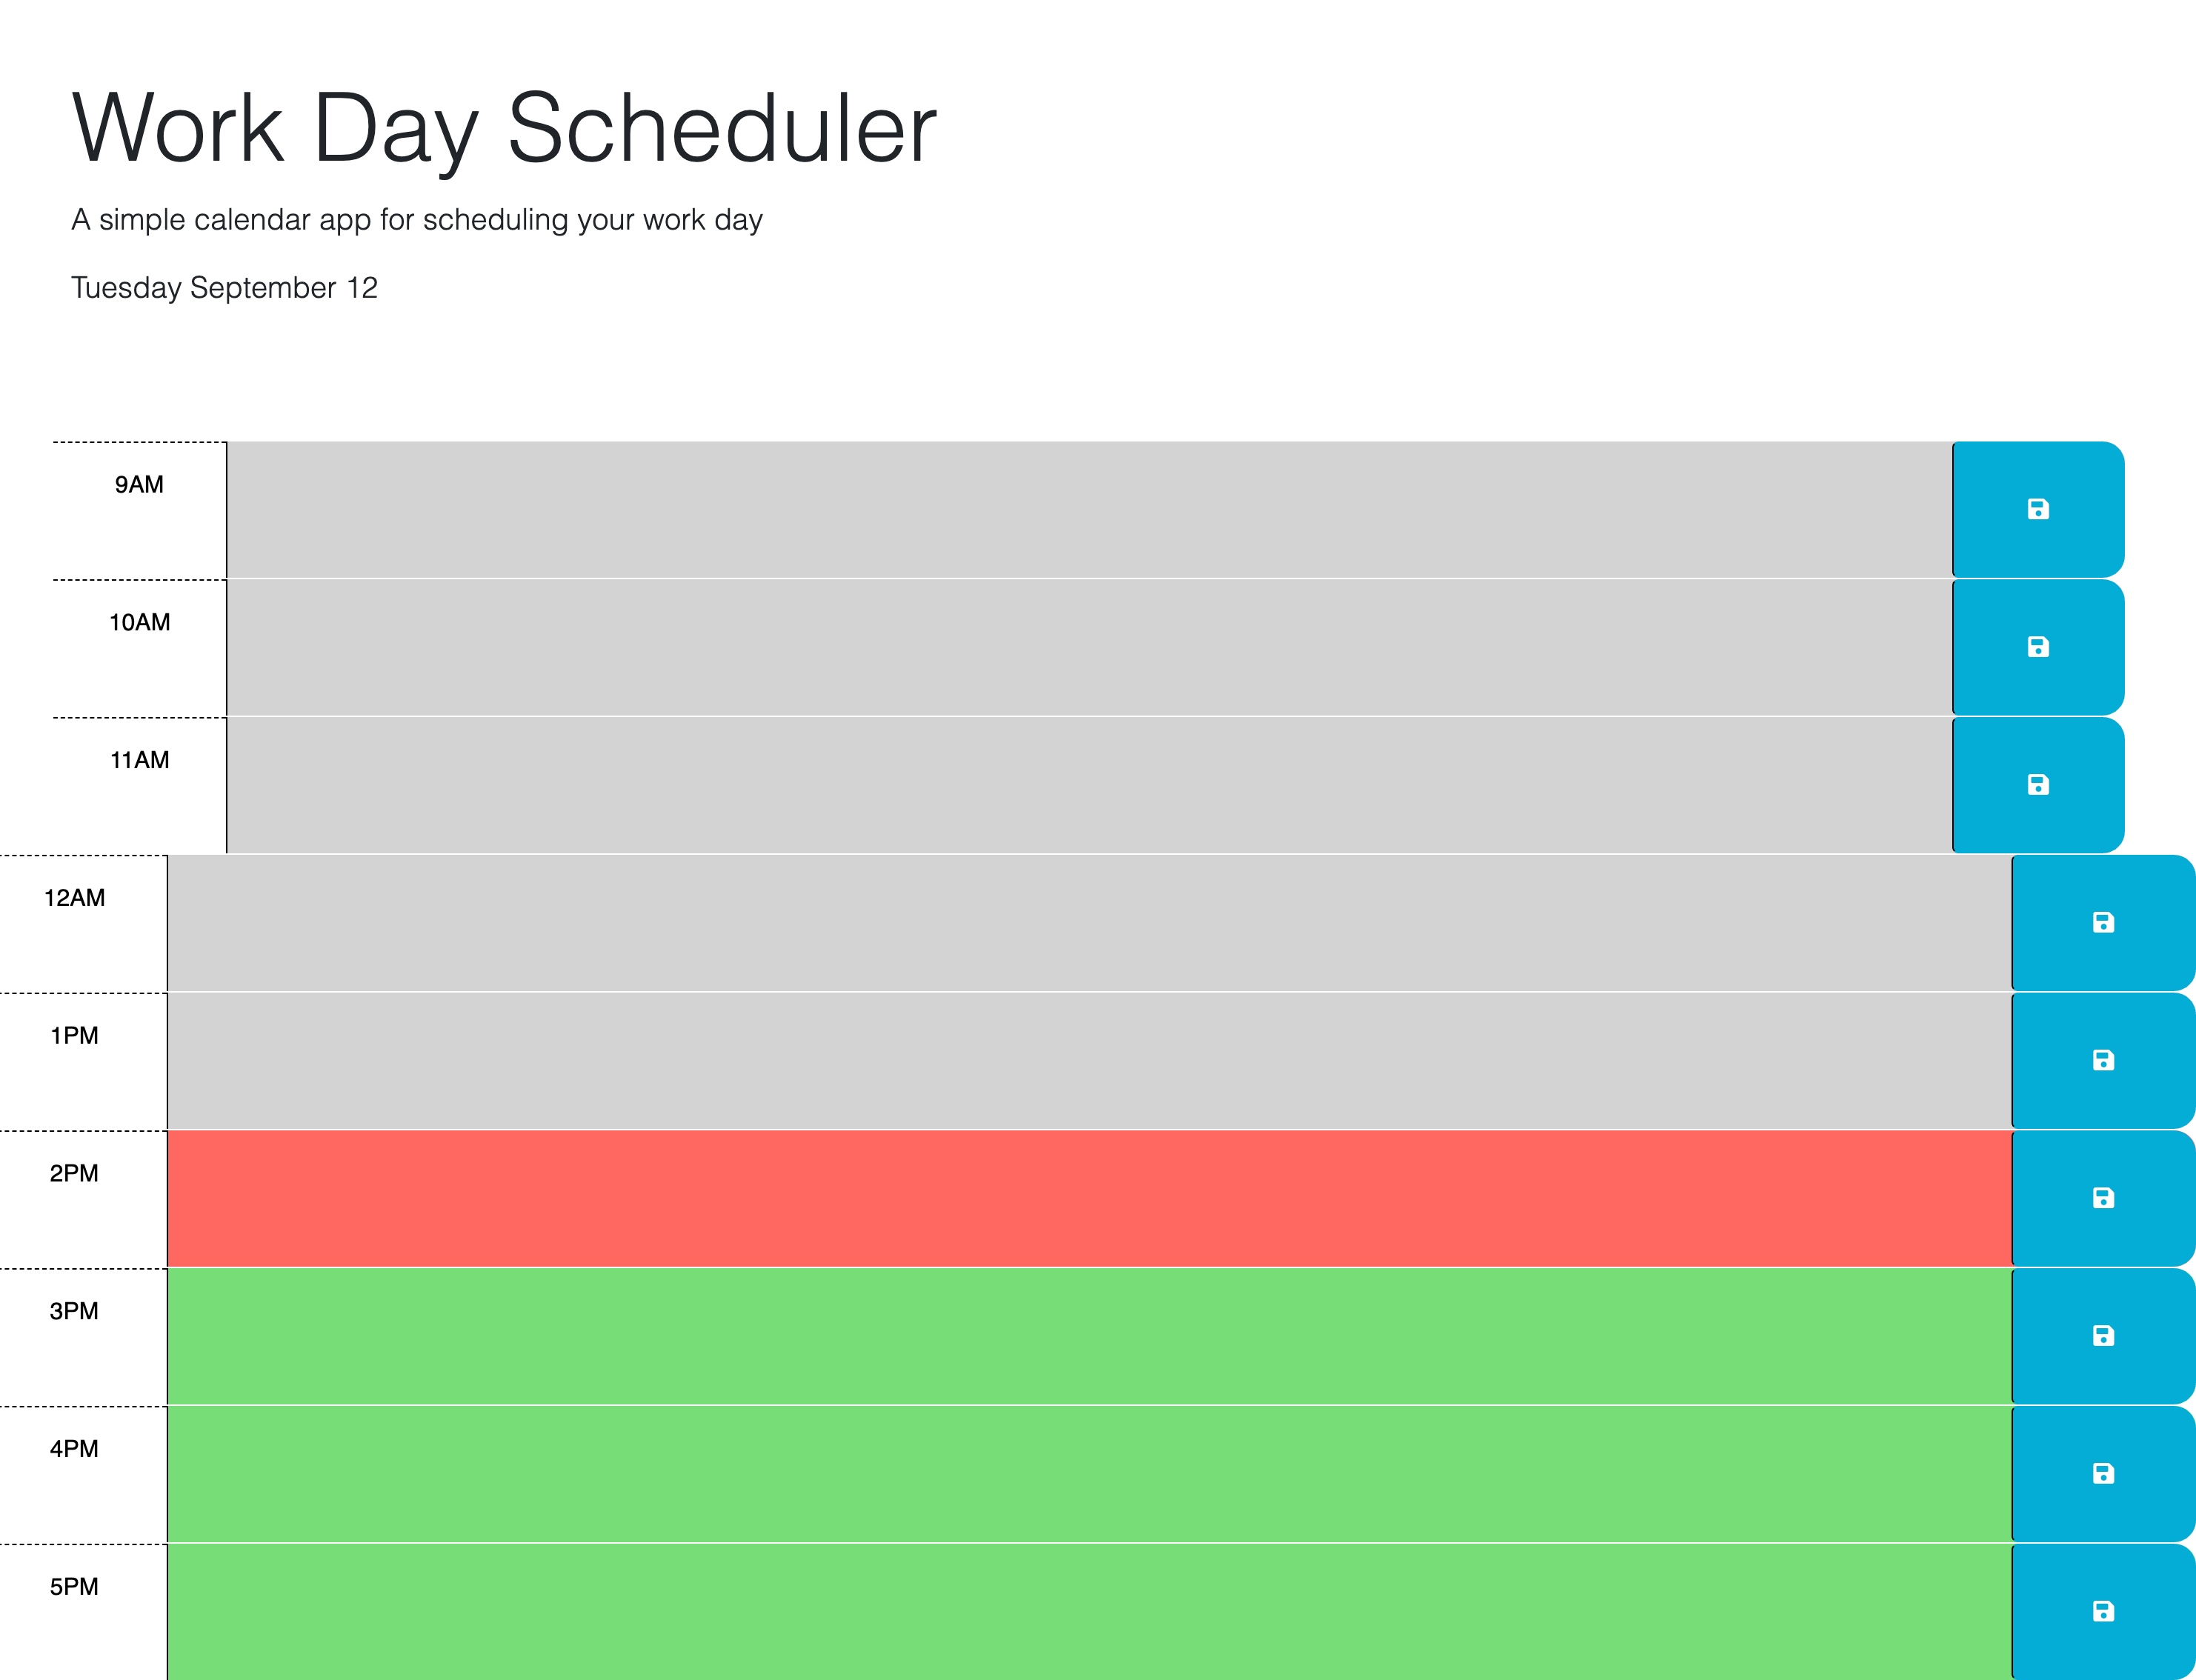 Work Day Scheduler
A simple calendar app for scheduling your work day
Tuesday September 12
9AM
10AM
11AM
12AM
1PM
2PM
3PM
4PM
5PM